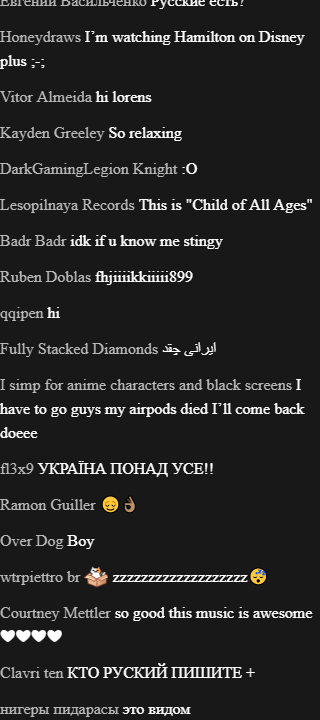 Евгений Васильченко Русские есть?
Honeydraws I’m watching Hamilton on Disney
plus ;-;
Vitor Almeida hi lorens
Kayden Greeley So relaxing
DarkGamingLegion Knight :O
Lesopilnaya Records This is "Child of All Ages"
Badr Badr idk if u know me stingy
Ruben Doblas fhjiiiikkiiiii899
qqipen hi
Fully Stacked Diamonds ایرانی چقد
I simp for anime characters and black screens I
have to go guys my airpods died I’ll come back
doeee
fl3x9 УКРАЇНА ПОНАД УСЕ!!
Ramon Guiller 😔👌🏽
Over Dog Boy
wtrpiettro br zzzzzzzzzzzzzzzzzzz😴
Courtney Mettler so good this music is awesome
🤍🤍🤍🤍
Clavri ten КТО РУСКИЙ ПИШИТЕ +
нигеры пидарасы это видом